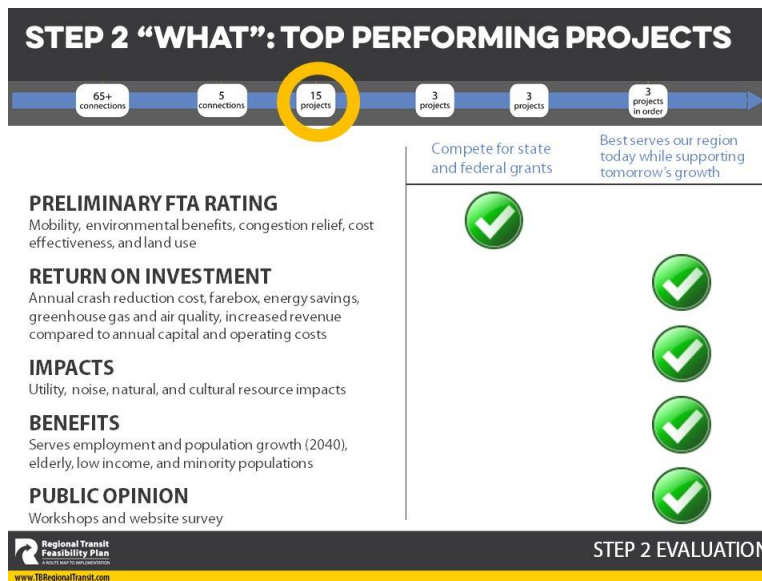 STEP 2 “WHAT”: TOP PERFORMING PROJECTS
65+
connections
5
connections
15
projects
3
projects
3
projects
3
projects
in order
Compete for state
and federal grants
Best serves our region
today while supporting
tomorrow’s growth
PRELIMINARY FTA RATING
Mobility, environmental benefits, congestion relief, cost
effectiveness, and land use
RETURN ON INVESTMENT
Annual crash reduction cost, farebox, energy savings,
greenhouse gas and air quality, increased revenue
compared to annual capital and operating costs
IMPACTS
Utility, noise, natural, and cultural resource impacts
BENEFITS
Serves employment and population growth (2040),
elderly, low income, and minority populations
PUBLIC OPINION
Workshops and website survey
Regional Transit
Feasibility Plan
A ROUTE MAP TO IMPLEMENTATION
STEP 2 EVALUATION
www.TBRegionalTransit.com